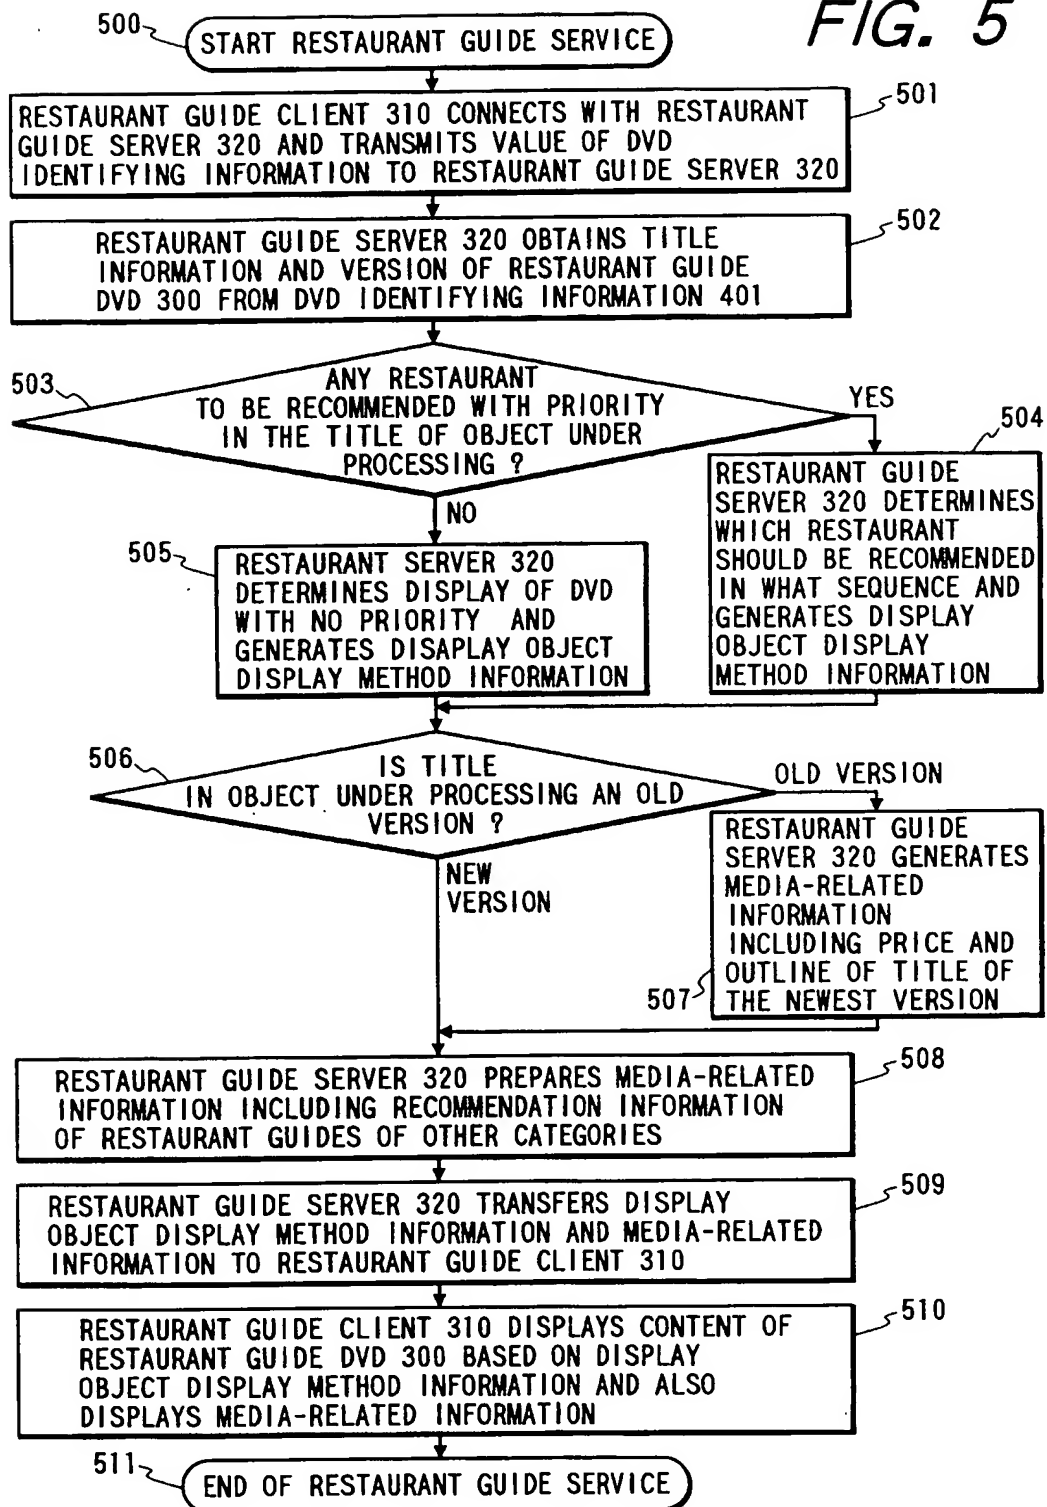 FIG. 5
500
START RESTAURANT GUIDE SERVICE
501
RESTAURANT GUIDE CLIENT 310 CONNECTS WITH RESTAURANT
GUIDE SERVER 320 AND TRANSMITS VALUE OF DVD
IDENTIFYING INFORMATION TO RESTAURANT GUIDE SERVER 320
502
RESTAURANT GUIDE SERVER 320 OBTAINS TITLE
INFORMATION AND VERSION OF RESTAURANT GUIDE
DVD 300 FROM DVD IDENTIFYING INFORMATION 401
503
ANY RESTAURANT
TO BE RECOMMENDED WITH PRIORITY
IN THE TITLE OF OBJECT UNDER
PROCESSING ?
YES
NO
504
RESTAURANT GUIDE
SERVER 320 DETERMINES
WHICH RESTAURANT
SHOULD BE RECOMMENDED
IN WHAT SEQUENCE AND
GENERATES DISPLAY
OBJECT DISPLAY
METHOD INFORMATION
505
RESTAURANT SERVER 320
DETERMINES DISPLAY OF DVD
WITH NO PRIORITY AND
GENERATES DISAPLAY OBJECT
DISPLAY METHOD INFORMATION
506
IS TITLE
IN OBJECT UNDER PROCESSING AN OLD
VERSION ?
OLD VERSION
NEW
VERSION
507
RESTAURANT GUIDE
SERVER 320 GENERATES
MEDIA-RELATED
INFORMATION
INCLUDING PRICE AND
OUTLINE OF TITLE OF
THE NEWEST VERSION
508
RESTAURANT GUIDE SERVER 320 PREPARES MEDIA-RELATED
INFORMATION INCLUDING RECOMMENDATION INFORMATION
OF RESTAURANT GUIDES OF OTHER CATEGORIES
509
RESTAURANT GUIDE SERVER 320 TRANSFERS DISPLAY
OBJECT DISPLAY METHOD INFORMATION AND MEDIA-RELATED
INFORMATION TO RESTAURANT GUIDE CLIENT 310
510
RESTAURANT GUIDE CLIENT 310 DISPLAYS CONTENT OF
RESTAURANT GUIDE DVD 300 BASED ON DISPLAY
OBJECT DISPLAY METHOD INFORMATION AND ALSO
DISPLAYS MEDIA-RELATED INFORMATION
511
END OF RESTAURANT GUIDE SERVICE